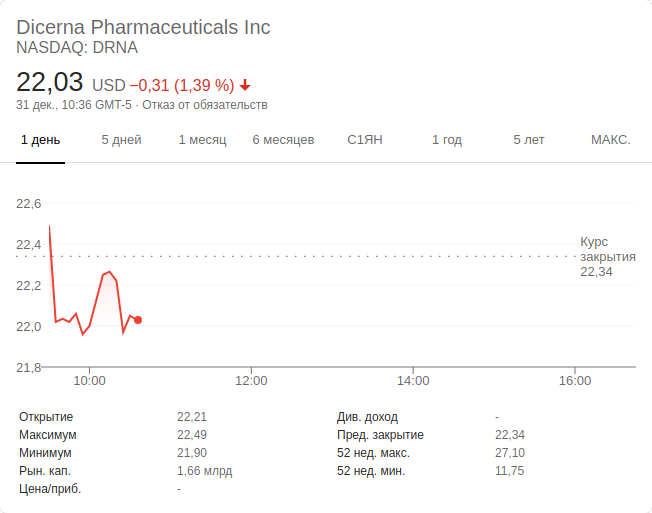 Dicerna Pharmaceuticals Inc
NASDAQ: DRNA
22,03 USD −0,31 (1,39 %)
31 дек., 10:36 GMT-5 · Отказ от обязательств
1 день 5 дней 1 месяц 6 месяцев С1ЯН 1 год 5 лет МАКС.
22,6
22,4
22,2
22,0
21,8
Курс
закрытия
22,34
10:00 12:00 14:00 16:00
Открытие 22,21 Див. доход -
Максимум 22,49 Пред. закрытие 22,34
Минимум 21,90 52 нед. макс. 27,10
Рын. кап. 1,66 млрд 52 нед. мин. 11,75
Цена/приб. -